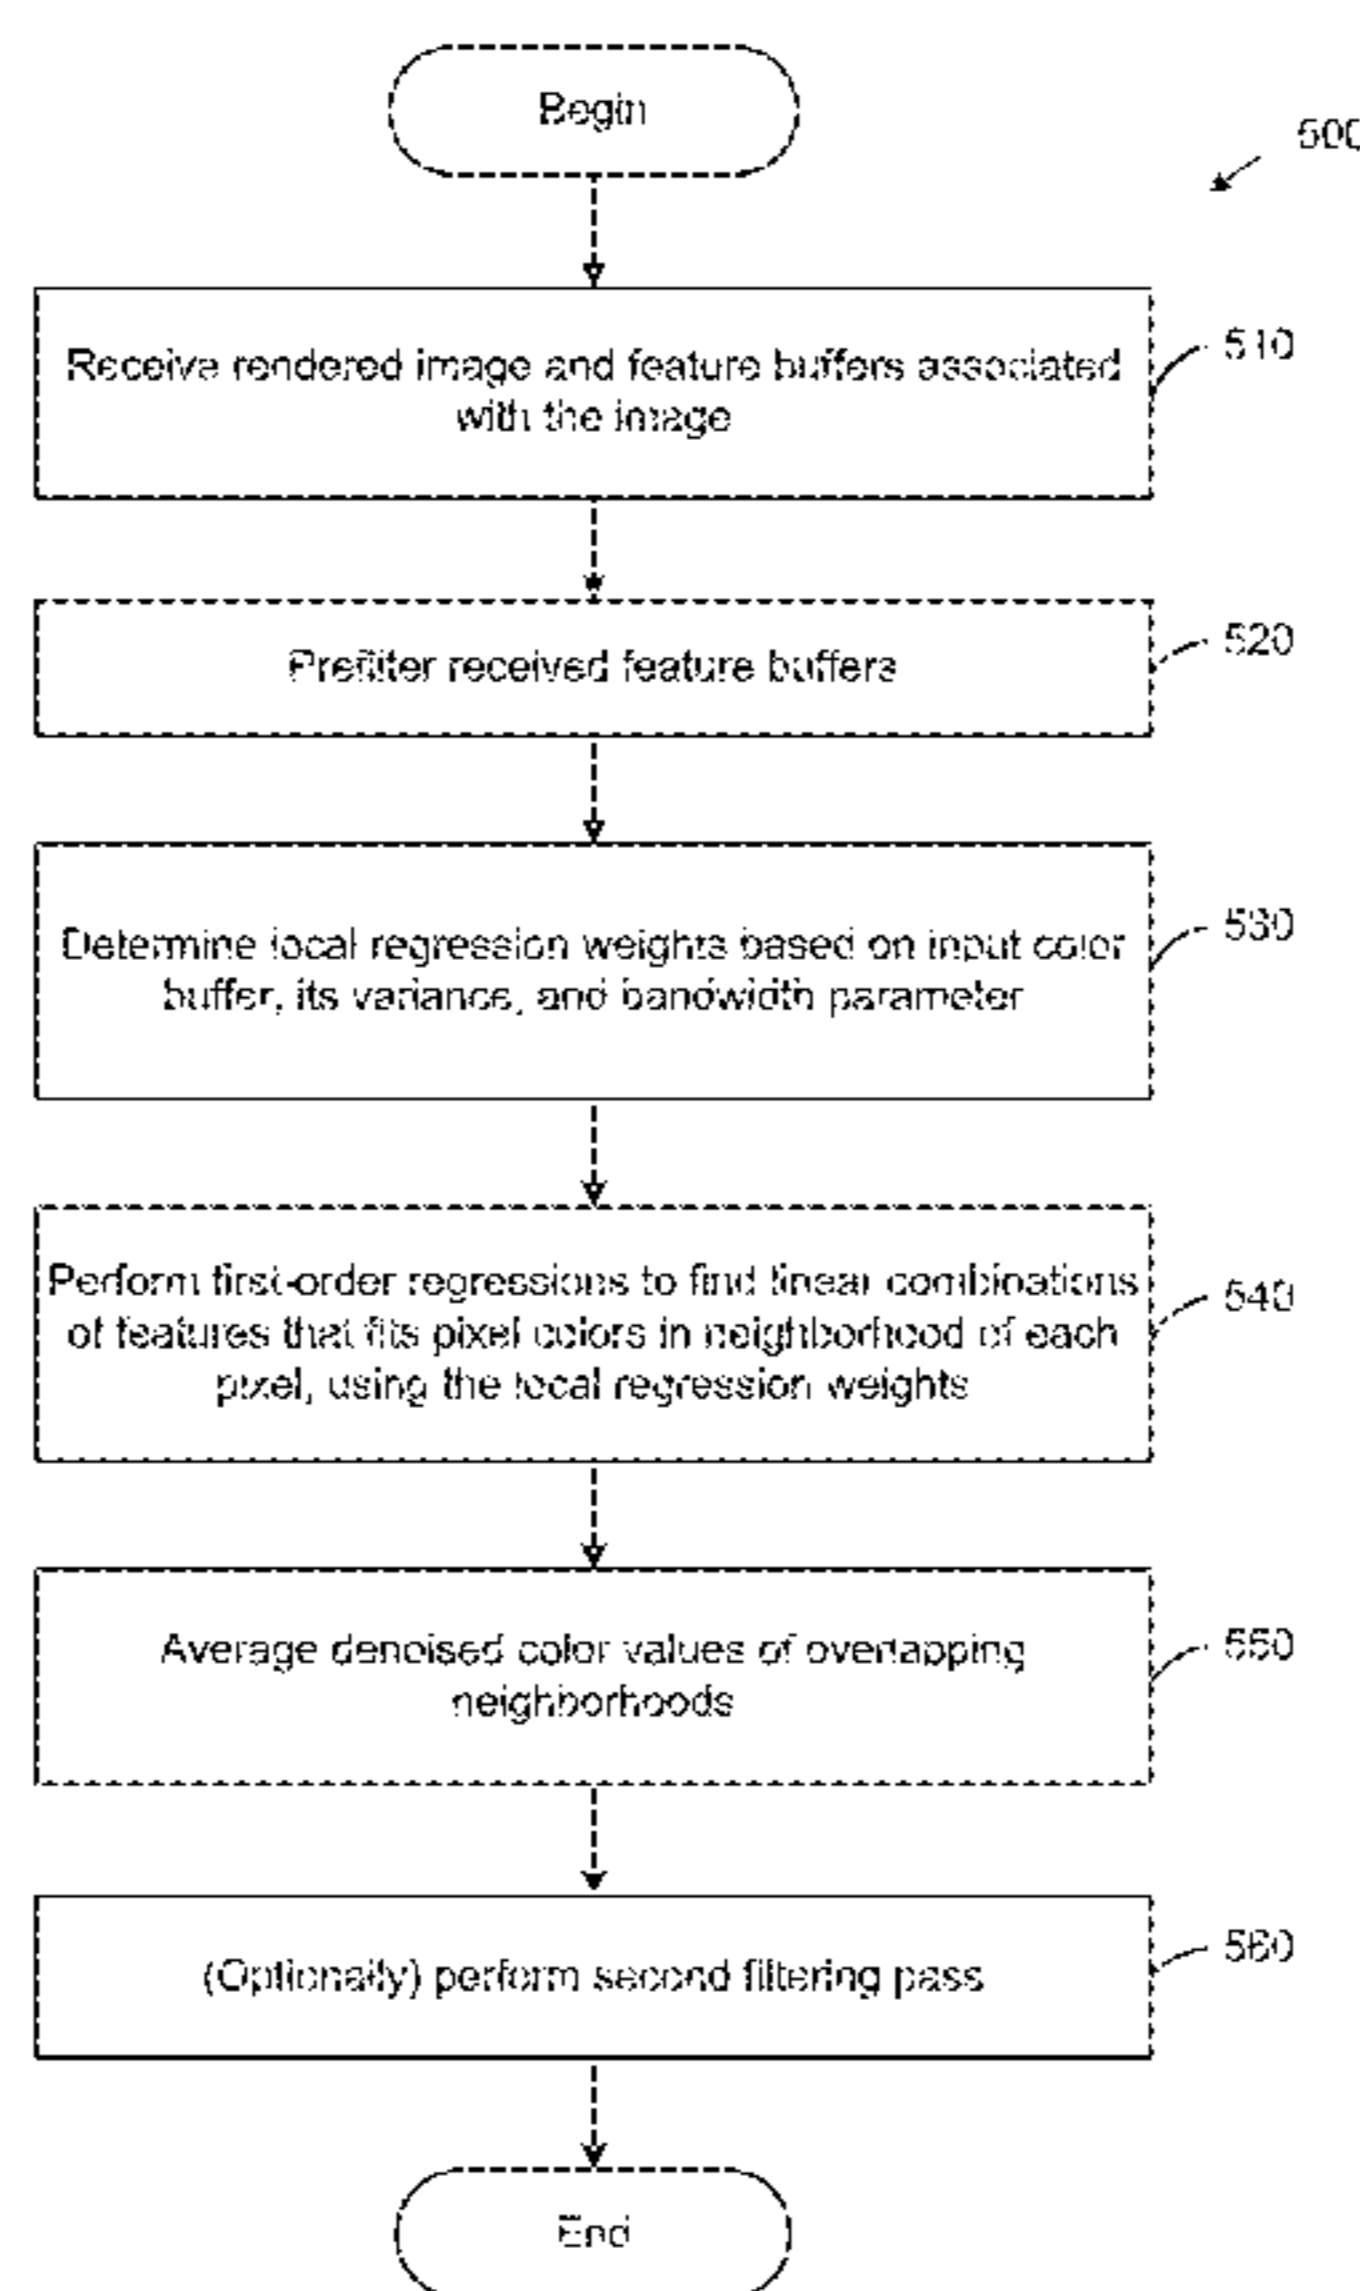 Begin
500
Receive rendered image and feature buffers associated
with the image
510
Prefilter received feature buffers
520
Determine local regression weights based on input color
buffer, its variance, and bandwidth parameter
530
Perform first-order regressions to find linear combinations
of features that fits pixel colors in neighborhood of each
pixel, using the local regression weights
540
Average denoised color values of overlapping
neighborhoods
550
(Optionally) perform second filtering pass
560
End